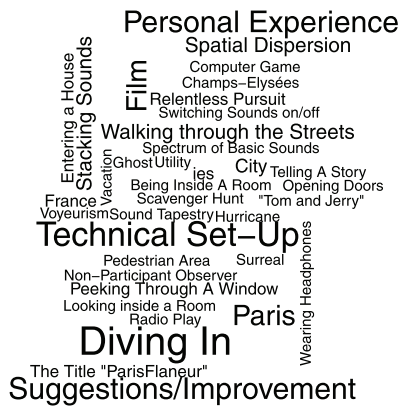 Personal Experience
Spatial Dispersion
Computer Game
Champs-Elysées
Film
Relentless Pursuit
Switching Sounds on/off
Entering a House
Stacking Sounds
Walking through the Streets
Spectrum of Basic Sounds
Vacation
Ghost Utility
ies
City
Telling A Story
Being Inside A Room
Opening Doors
France
Scavenger Hunt
"Tom and Jerry"
Voyeurism
Sound Tapestry
Hurricane
Technical Set-Up
Pedestrian Area
Surreal
Non-Participant Observer
Peeking Through A Window
Wearing Headphones
Looking inside a Room
Radio Play
Paris
Diving In
The Title "ParisFlaneur"
Suggestions/Improvement